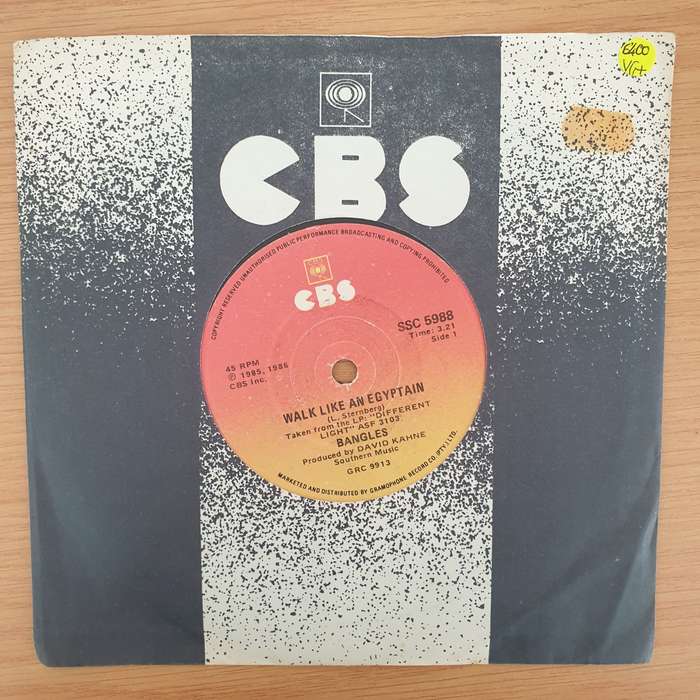 6400
VG+
CBS
COPYRIGHT RESERVED UNAUTHORISED PUBLIC PERFORMANCE BROADCASTING AND COPYING PROHIBITED
CBS
SSC 5988
Time: 3.21
Side 1
45 RPM
℗ 1985, 1986
CBS Inc.
WALK LIKE AN EGYPTAIN
(L. Sternberg)
Taken from the LP: "DIFFERENT
LIGHT" ASF 3103
BANGLES
Produced by DAVID KAHNE
Southern Music
GRC 9913
MARKETED AND DISTRIBUTED BY GRAMOPHONE RECORD CO. (PTY) LTD.